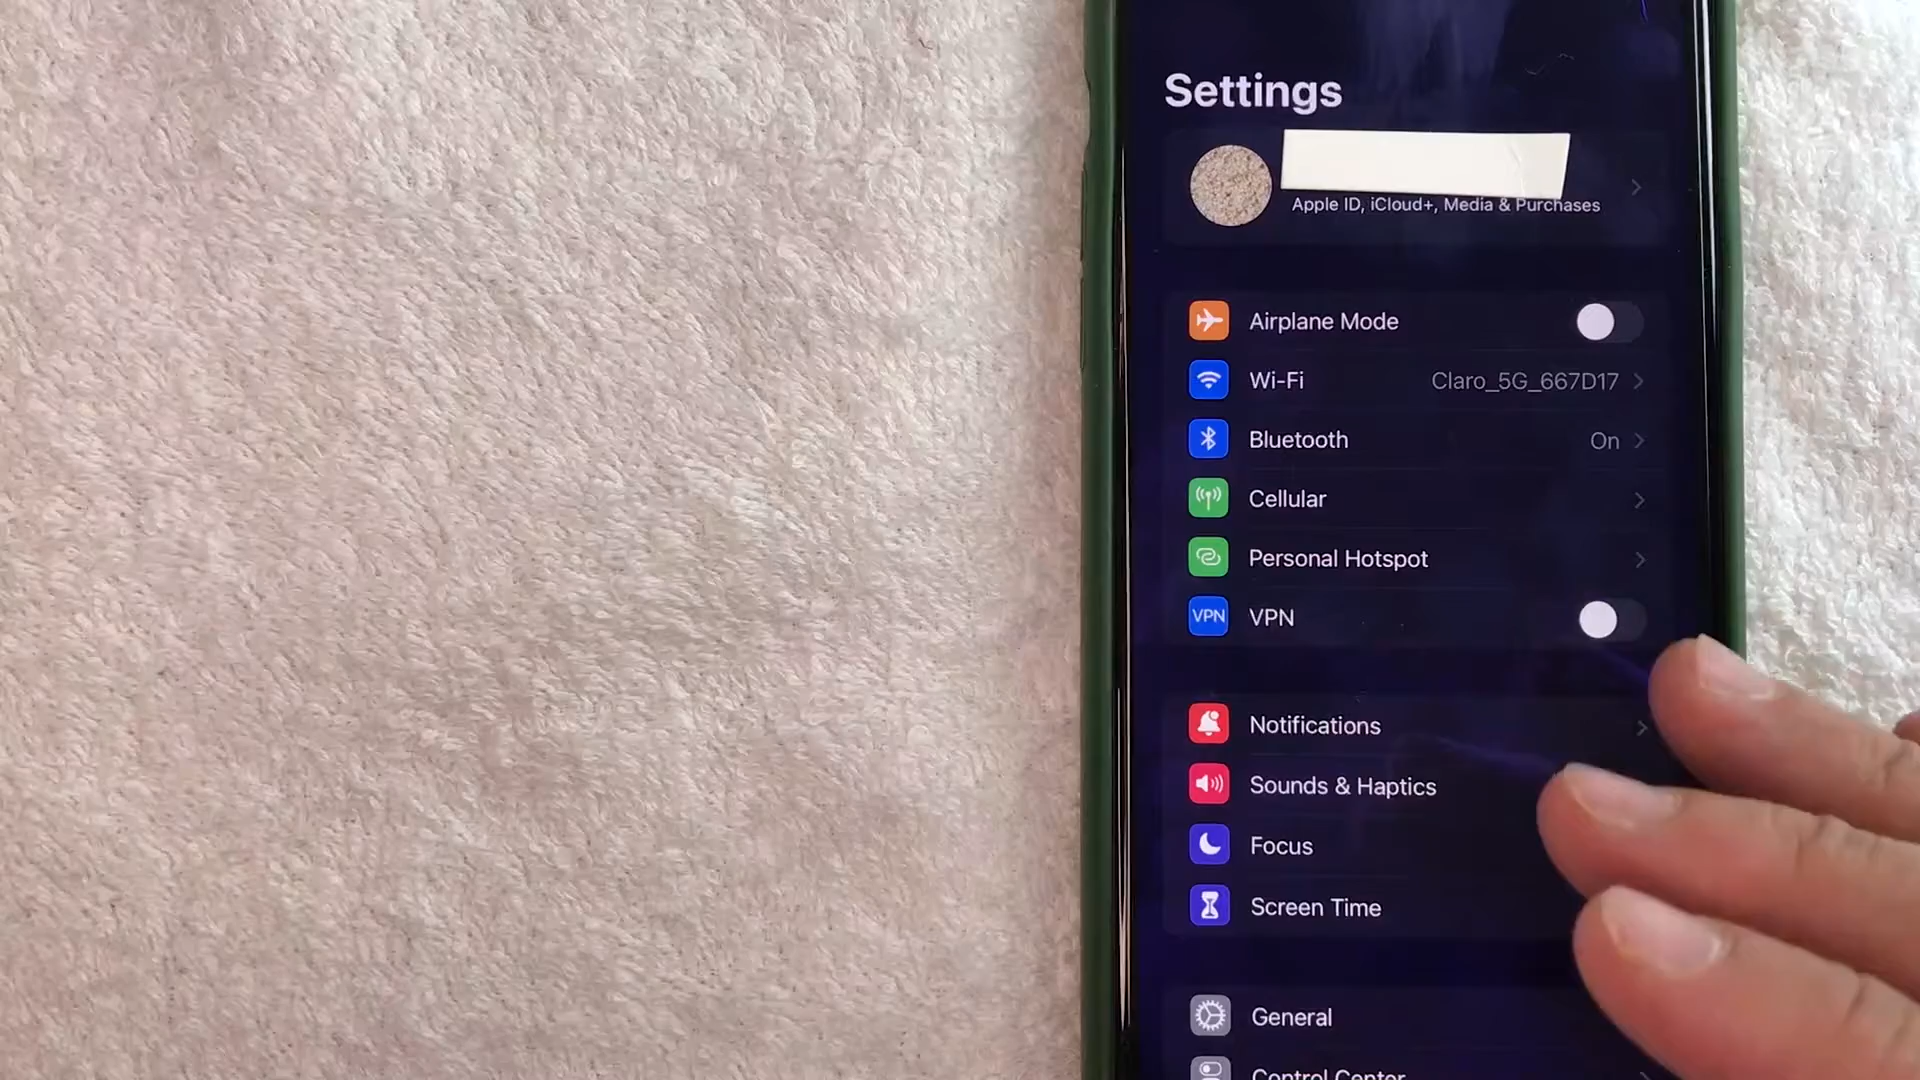 Settings
Apple ID, iCloud+, Media & Purchases
Airplane Mode
Wi-Fi Claro_5G_667D17
Bluetooth On
Cellular
Personal Hotspot
VPN VPN
Notifications
Sounds & Haptics
Focus
Screen Time
General
Control Center